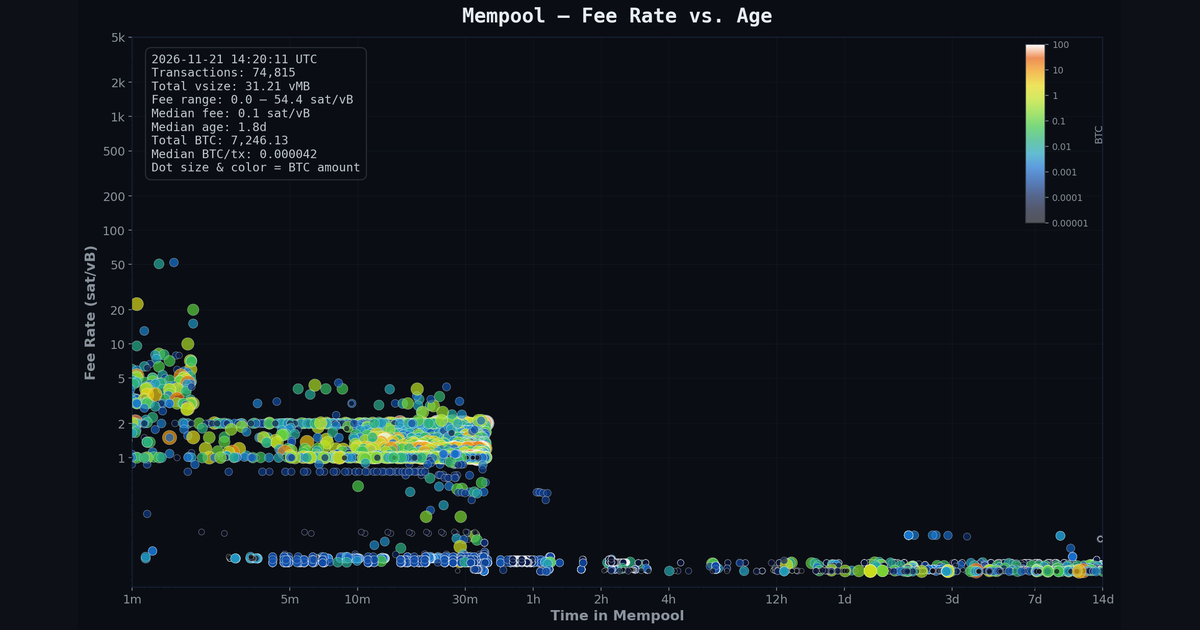 Mempool — Fee Rate vs. Age
2026-11-21 14:20:11 UTC
Transactions: 74,815
Total vsize: 31.21 vMB
Fee range: 0.0 — 54.4 sat/vB
Median fee: 0.1 sat/vB
Median age: 1.8d
Total BTC: 7,246.13
Median BTC/tx: 0.000042
Dot size & color = BTC amount
100
10
1
0.1
0.01
0.001
0.0001
0.00001
BTC
Fee Rate (sat/vB)
5k
2k
1k
500
200
100
50
20
10
5
2
1
1m 5m 10m 30m 1h 2h 4h 12h 1d 3d 7d 14d
Time in Mempool